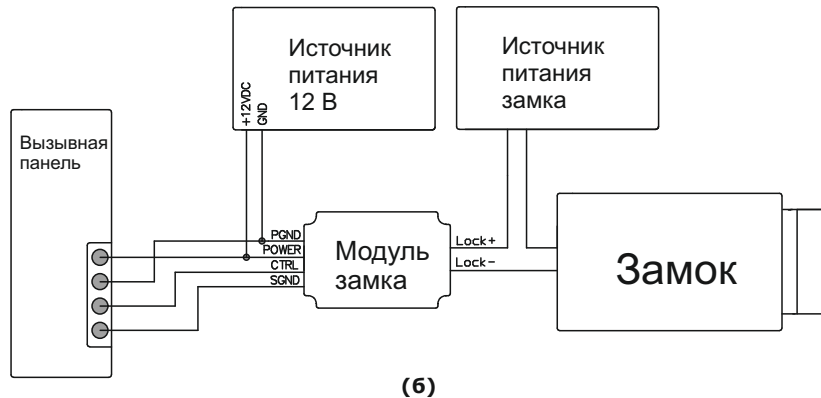 Источник
питания
12 В
+12VDC
GND
Источник
питания
замка
Вызывная
панель
PGND
POWER
CTRL
SGND
Модуль
замка
Lock+
Lock-
Замок
(б)